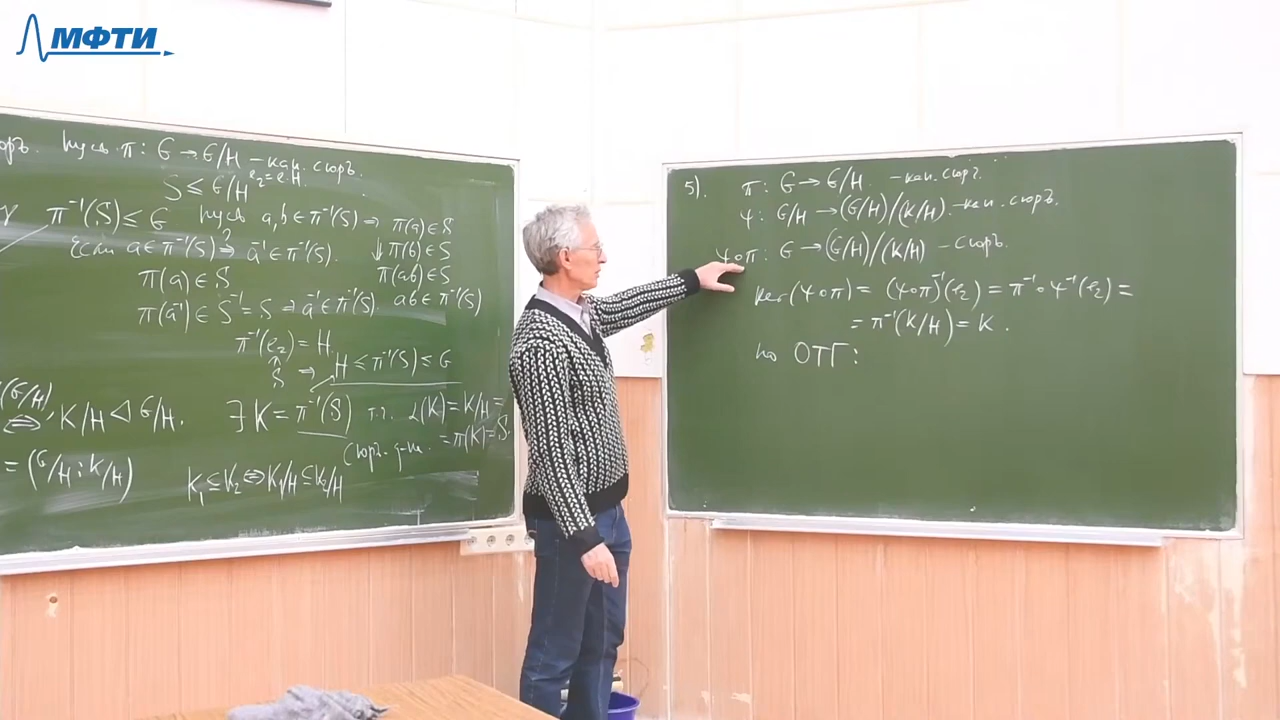 МФТИ
Пусть π: G → G/H – кан. сюръ.
S ≤ G/H e₂ = e·H.
π⁻¹(S) ≤ G Пусть a, b ∈ π⁻¹(S) ⇒ π(a) ∈ S
Если a ∈ π⁻¹(S) ⇒? a⁻¹ ∈ π⁻¹(S). ⇓ π(b) ∈ S
π(a) ∈ S π(ab) ∈ S
π(a⁻¹) ∈ S⁻¹ = S ⇒ a⁻¹ ∈ π⁻¹(S). ab ∈ π⁻¹(S)
π⁻¹(e₂) = H.
S ⇒ H ≤ π⁻¹(S) ≤ G
(G/H)
⇔ K/H ◁ G/H. ∃ K = π⁻¹(S) т.ч. α(K) = K/H =
= π(K) = S.
= (G/H : K/H) K₁ ≤ K₂ ⇔ K₁/H ≤ K₂/H
5). π: G → G/H. – кан. сюръ.
ψ: G/H → (G/H)/(K/H). – кан. сюръ.
ψ∘π: G → (G/H)/(K/H) – сюръ.
ker(ψ∘π) = (ψ∘π)⁻¹(e₂) = π⁻¹∘ψ⁻¹(e₂) =
= π⁻¹(K/H) = K.
по ОТГ: